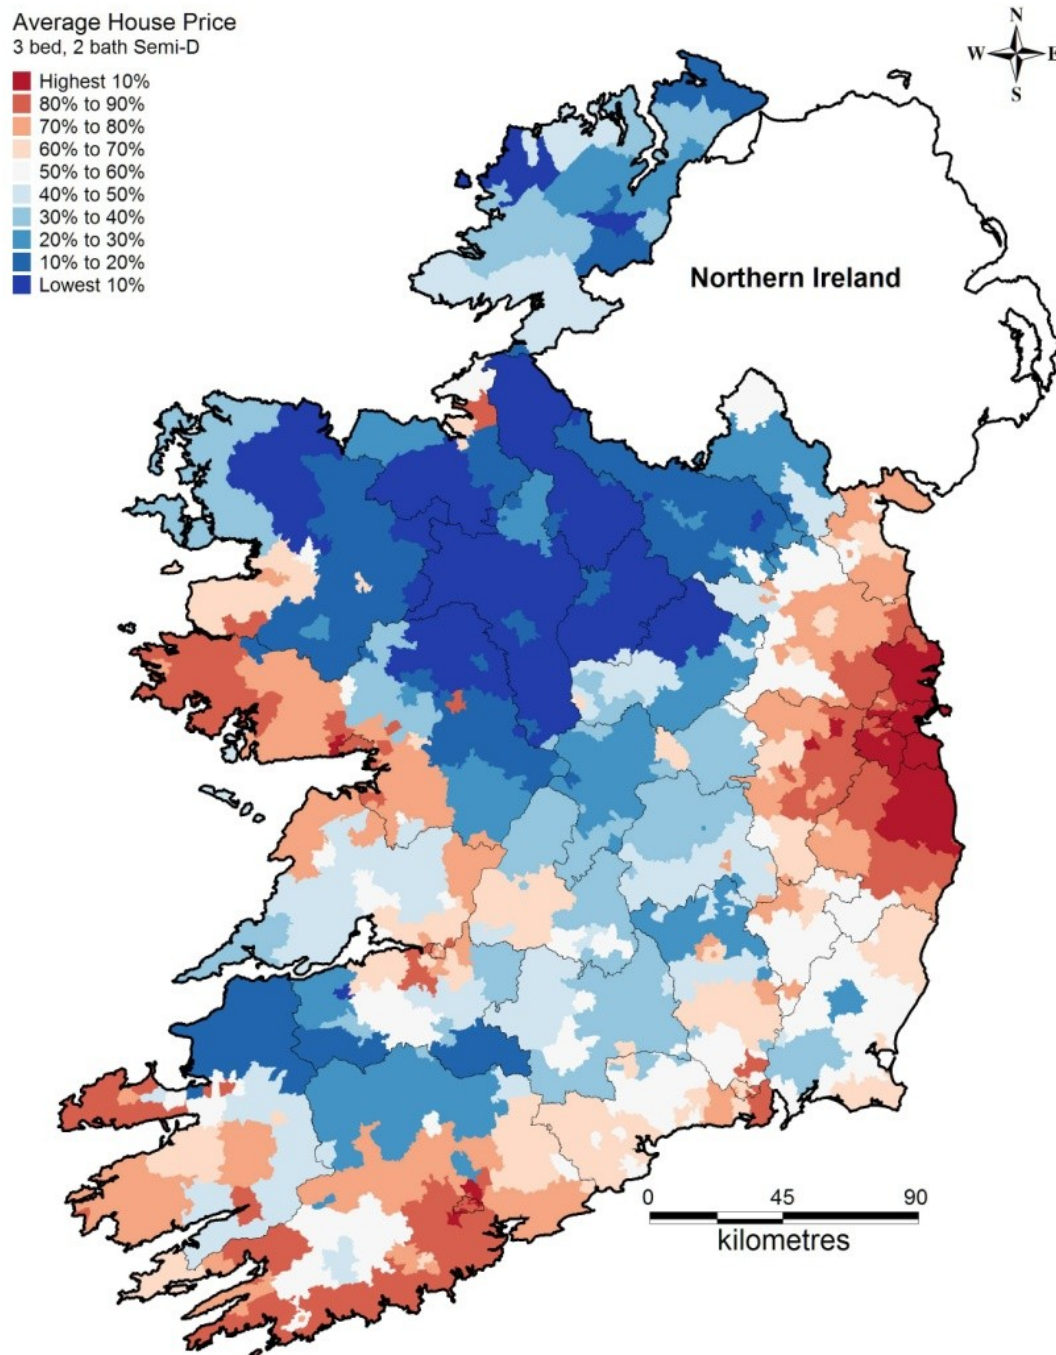 Average House Price
3 bed, 2 bath Semi-D
Highest 10%
80% to 90%
70% to 80%
60% to 70%
50% to 60%
40% to 50%
30% to 40%
20% to 30%
10% to 20%
Lowest 10%
N
W E
S
Northern Ireland
0 45 90
kilometres